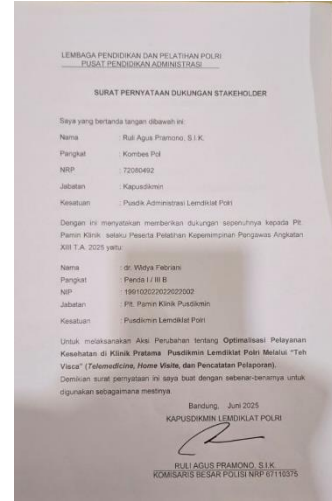 LEMBAGA PENDIDIKAN DAN PELATIHAN POLRI
PUSAT PENDIDIKAN ADMINISTRASI
SURAT PERNYATAAN DUKUNGAN STAKEHOLDER
Saya yang bertanda tangan dibawah ini:
Nama : Ruli Agus Pramono, S.I.K.
Pangkat : Kombes Pol
NRP : 72080492
Jabatan : Kapusdikmin
Kesatuan : Pusdik Administrasi Lemdiklat Polri
Dengan ini menyatakan memberikan dukungan sepenuhnya kepada Plt.
Pamin Klinik selaku Peserta Pelatihan Kepemimpinan Pengawas Angkatan
XIII T.A. 2025 yaitu
Nama : dr. Widya Febriani
Pangkat : Penda I / III B
NIP : 199102022022022002
Jabatan : Plt. Pamin Klinik Pusdikmin
Kesatuan : Pusdikmin Lemdiklat Polri
Untuk melaksanakan Aksi Perubahan tentang Optimalisasi Pelayanan
Kesehatan di Klinik Pratama Pusdikmin Lemdiklat Polri Melalui "Teh
Visca" (Telemedicine, Home Visite, dan Pencatatan Pelaporan).
Demikian surat pernyataan ini saya buat dengan sebenar-benarnya untuk
digunakan sebagaimana mestinya.
Bandung, Juni 2025
KAPUSDIKMIN LEMDIKLAT POLRI
RULI AGUS PRAMONO, S.I.K.
KOMISARIS BESAR POLISI NRP 67110375